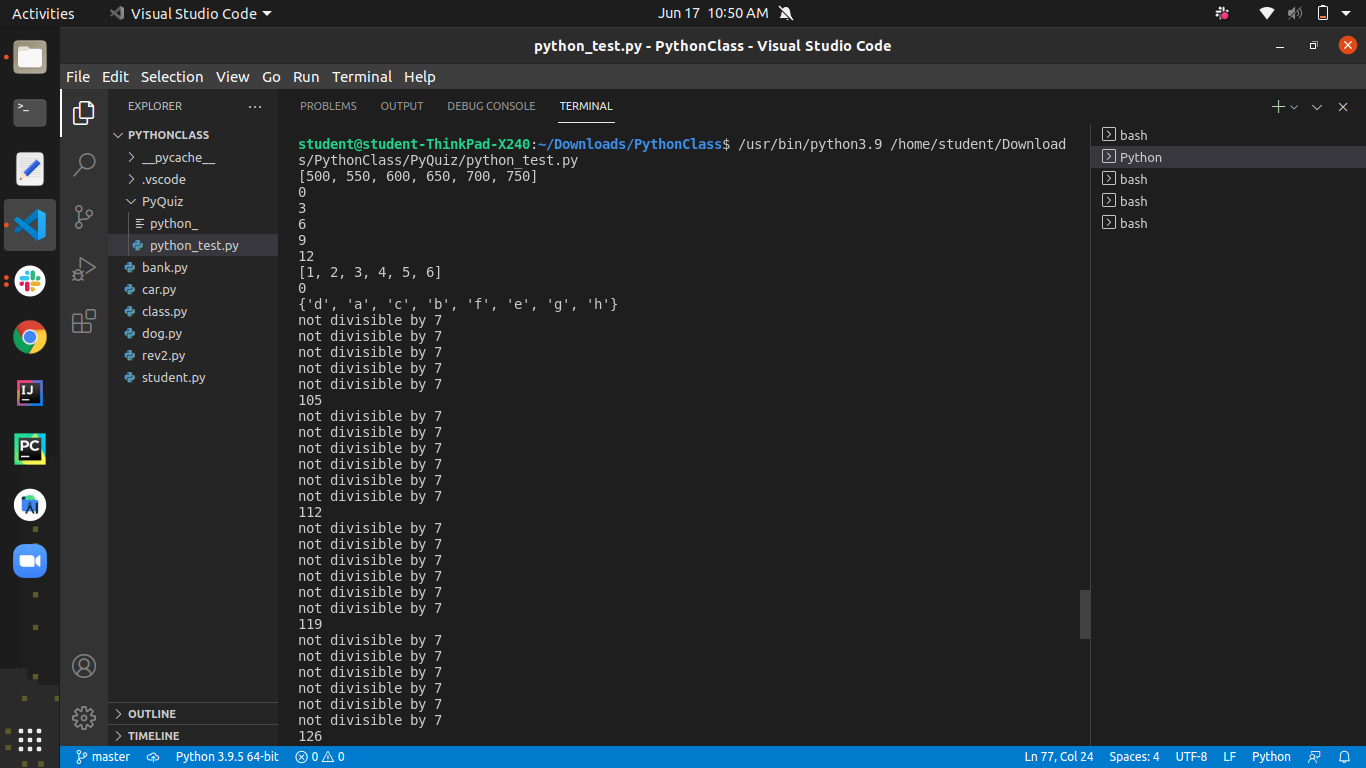 Activities Visual Studio Code Jun 17 10:50 AM
python_test.py - PythonClass - Visual Studio Code
File Edit Selection View Go Run Terminal Help
EXPLORER
PYTHONCLASS
__pycache__
.vscode
PyQuiz
python_
python_test.py
bank.py
car.py
class.py
dog.py
rev2.py
student.py
OUTLINE
TIMELINE
PROBLEMS OUTPUT DEBUG CONSOLE TERMINAL
student@student-ThinkPad-X240:~/Downloads/PythonClass$ /usr/bin/python3.9 /home/student/Download
s/PythonClass/PyQuiz/python_test.py
[500, 550, 600, 650, 700, 750]
0
3
6
9
12
[1, 2, 3, 4, 5, 6]
0
{'d', 'a', 'c', 'b', 'f', 'e', 'g', 'h'}
not divisible by 7
not divisible by 7
not divisible by 7
not divisible by 7
not divisible by 7
105
not divisible by 7
not divisible by 7
not divisible by 7
not divisible by 7
not divisible by 7
not divisible by 7
112
not divisible by 7
not divisible by 7
not divisible by 7
not divisible by 7
not divisible by 7
not divisible by 7
119
not divisible by 7
not divisible by 7
not divisible by 7
not divisible by 7
not divisible by 7
not divisible by 7
126
bash
Python
bash
bash
bash
IJ
PC
master Python 3.9.5 64-bit 0 0 Ln 77, Col 24 Spaces: 4 UTF-8 LF Python